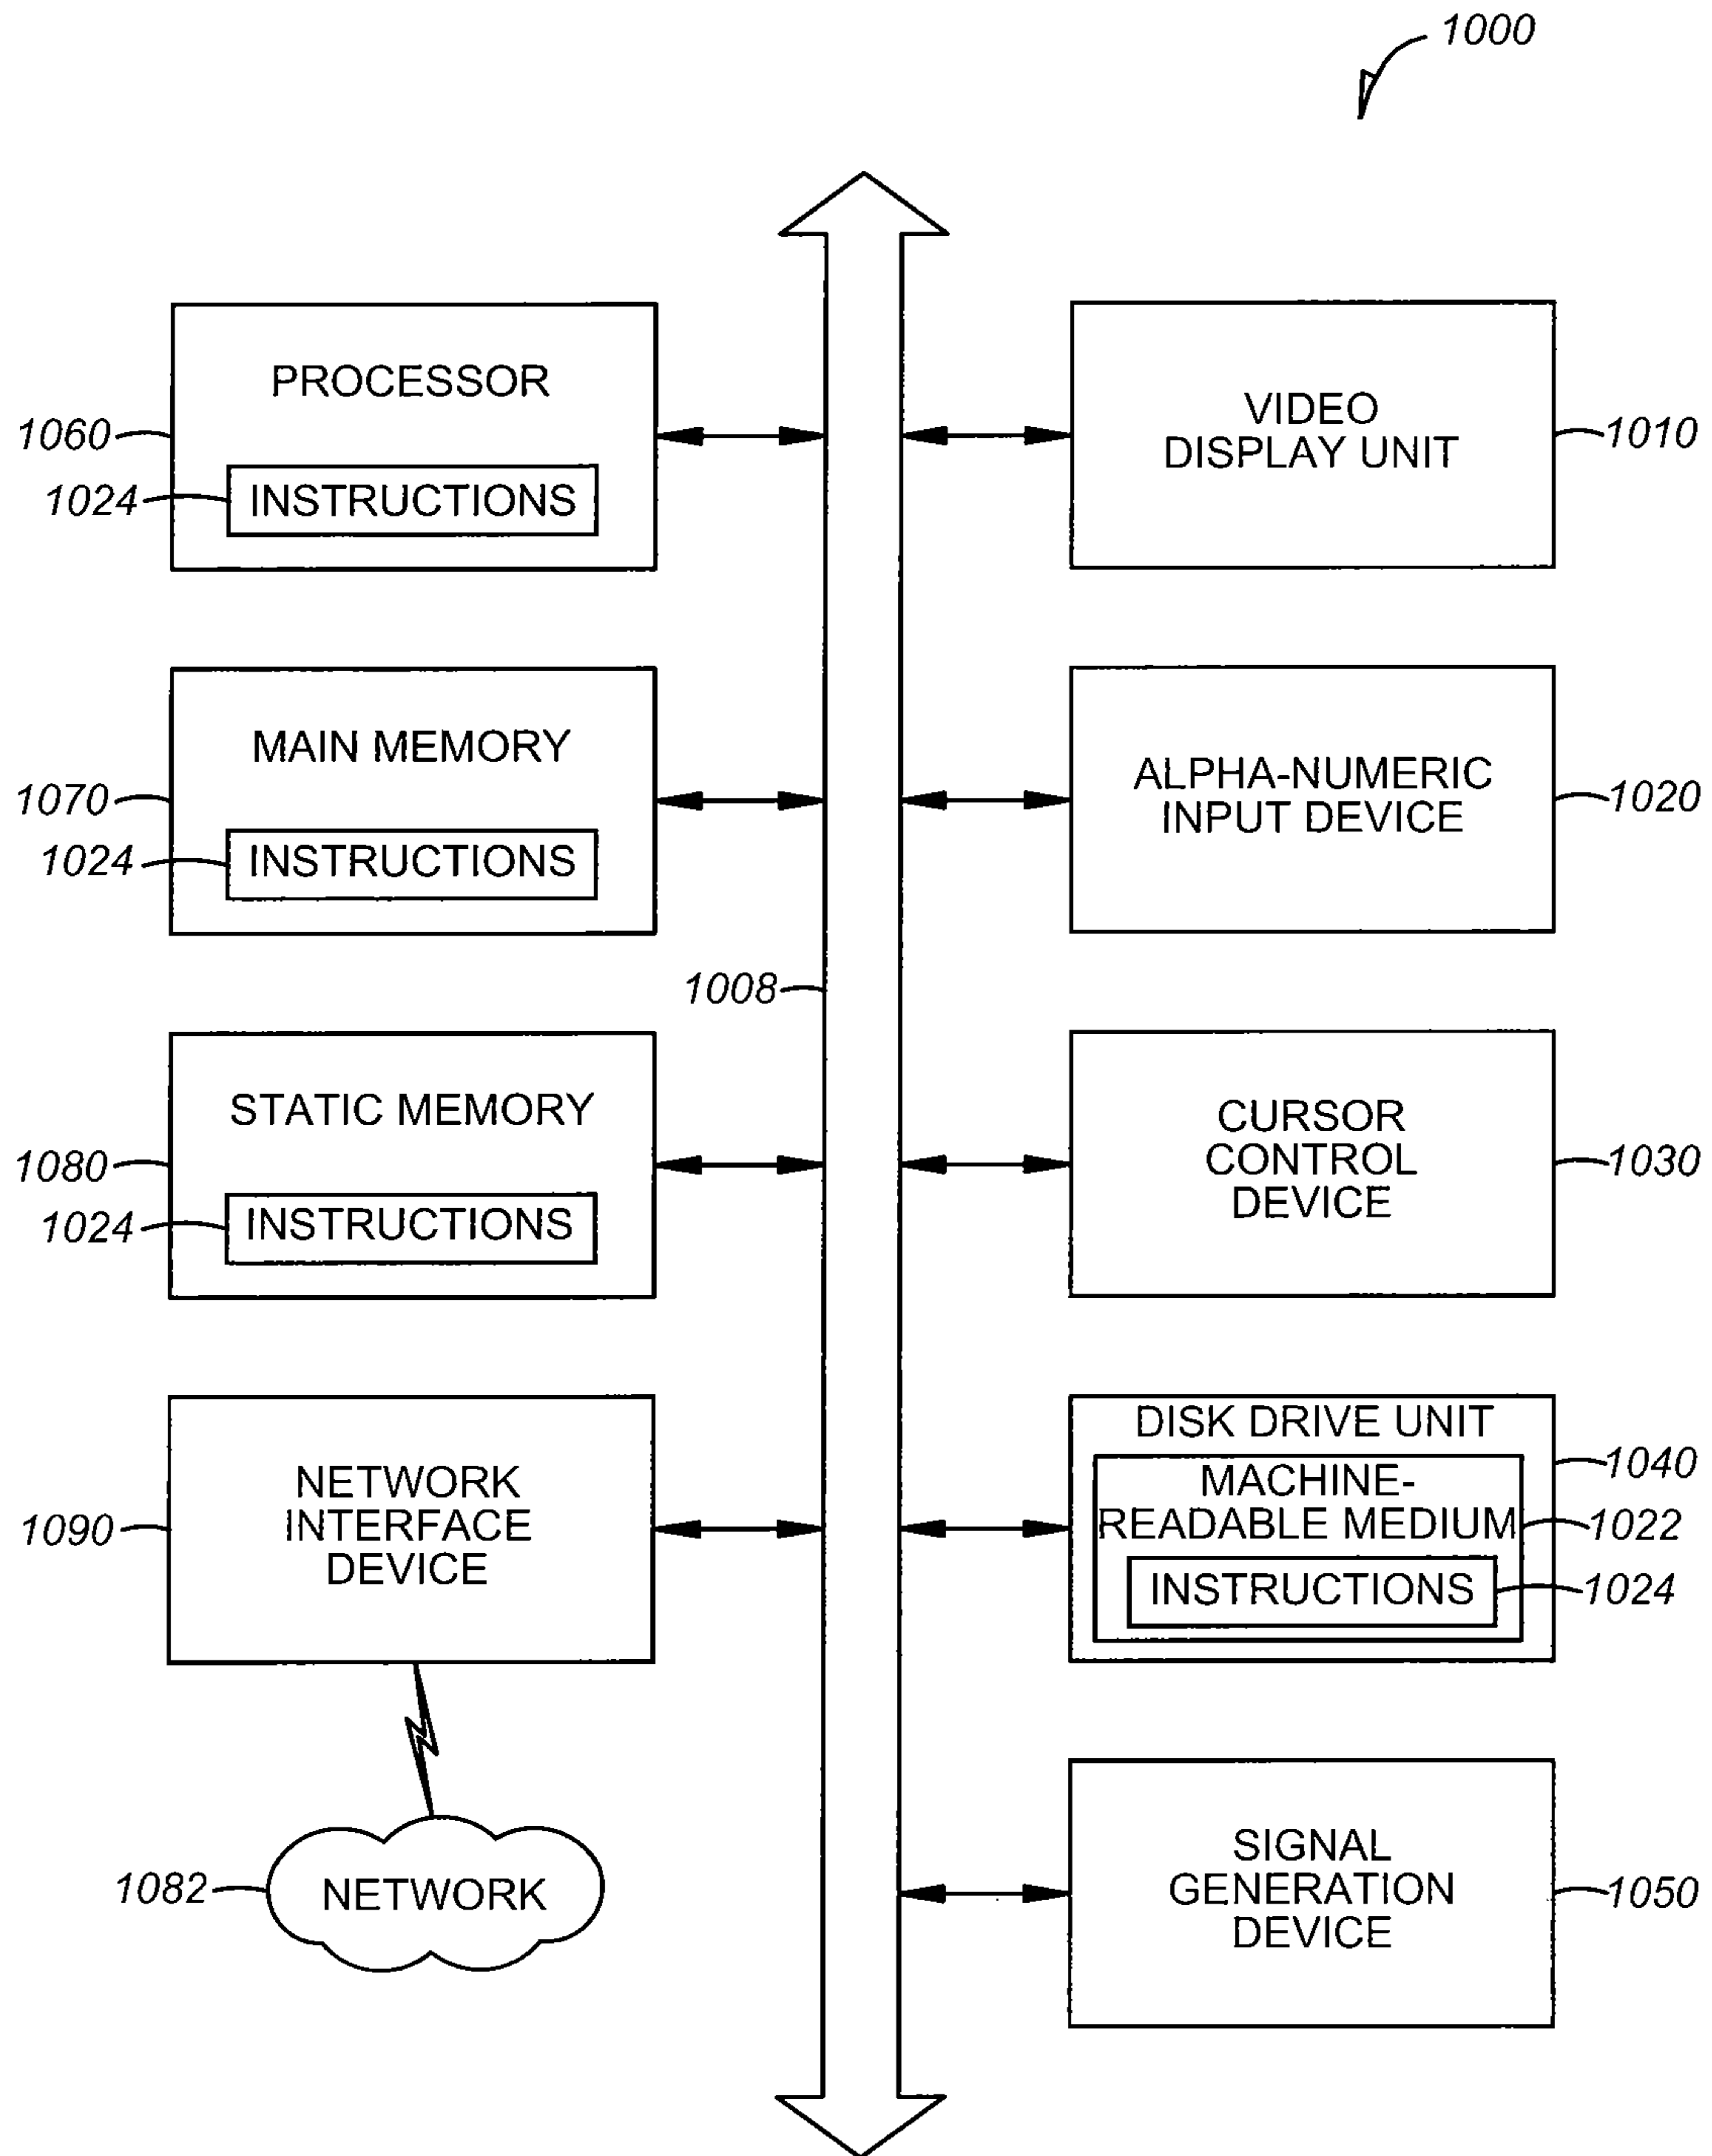 1000
PROCESSOR
1060
1024
INSTRUCTIONS
MAIN MEMORY
1070
1024
INSTRUCTIONS
1008
STATIC MEMORY
1080
1024
INSTRUCTIONS
NETWORK
INTERFACE
DEVICE
1090
1082
NETWORK
VIDEO
DISPLAY UNIT
1010
ALPHA-NUMERIC
INPUT DEVICE
1020
CURSOR
CONTROL
DEVICE
1030
DISK DRIVE UNIT
1040
MACHINE-
READABLE MEDIUM
1022
INSTRUCTIONS
1024
SIGNAL
GENERATION
DEVICE
1050